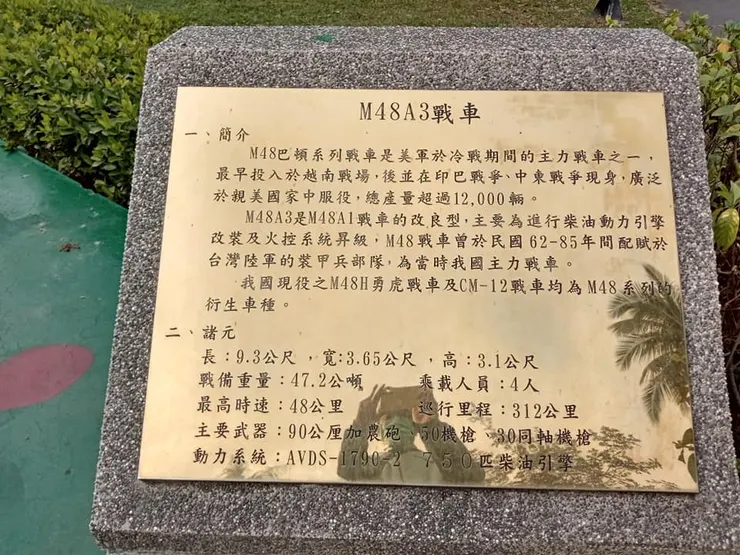 M48A3戰車
一、簡介
M48巴頓系列戰車是美軍於冷戰期間的主力戰車之一，
最早投入於越南戰場，後並在印巴戰爭、中東戰爭現身，廣泛
於親美國家中服役，總產量超過12,000輛。
M48A3是M48A1戰車的改良型，主要為進行柴油動力引擎
改裝及火控系統昇級，M48戰車曾於民國 62-85年間配賦於
台灣陸軍的裝甲兵部隊，為當時我國主力戰車。
我國現役之M48H勇虎戰車及CM-12戰車均為M48系列的
衍生車種。
二、諸元
長：9.3公尺 ，寬:3.65公尺 ，高：3.1公尺
戰備重量：47.2公噸 乘載人員：4人
最高時速：48公里 巡行里程：312公里
主要武器：90公厘加農砲、50機槍、30同軸機槍
動力系統：AVDS-1790-2 ７５０匹柴油引擎